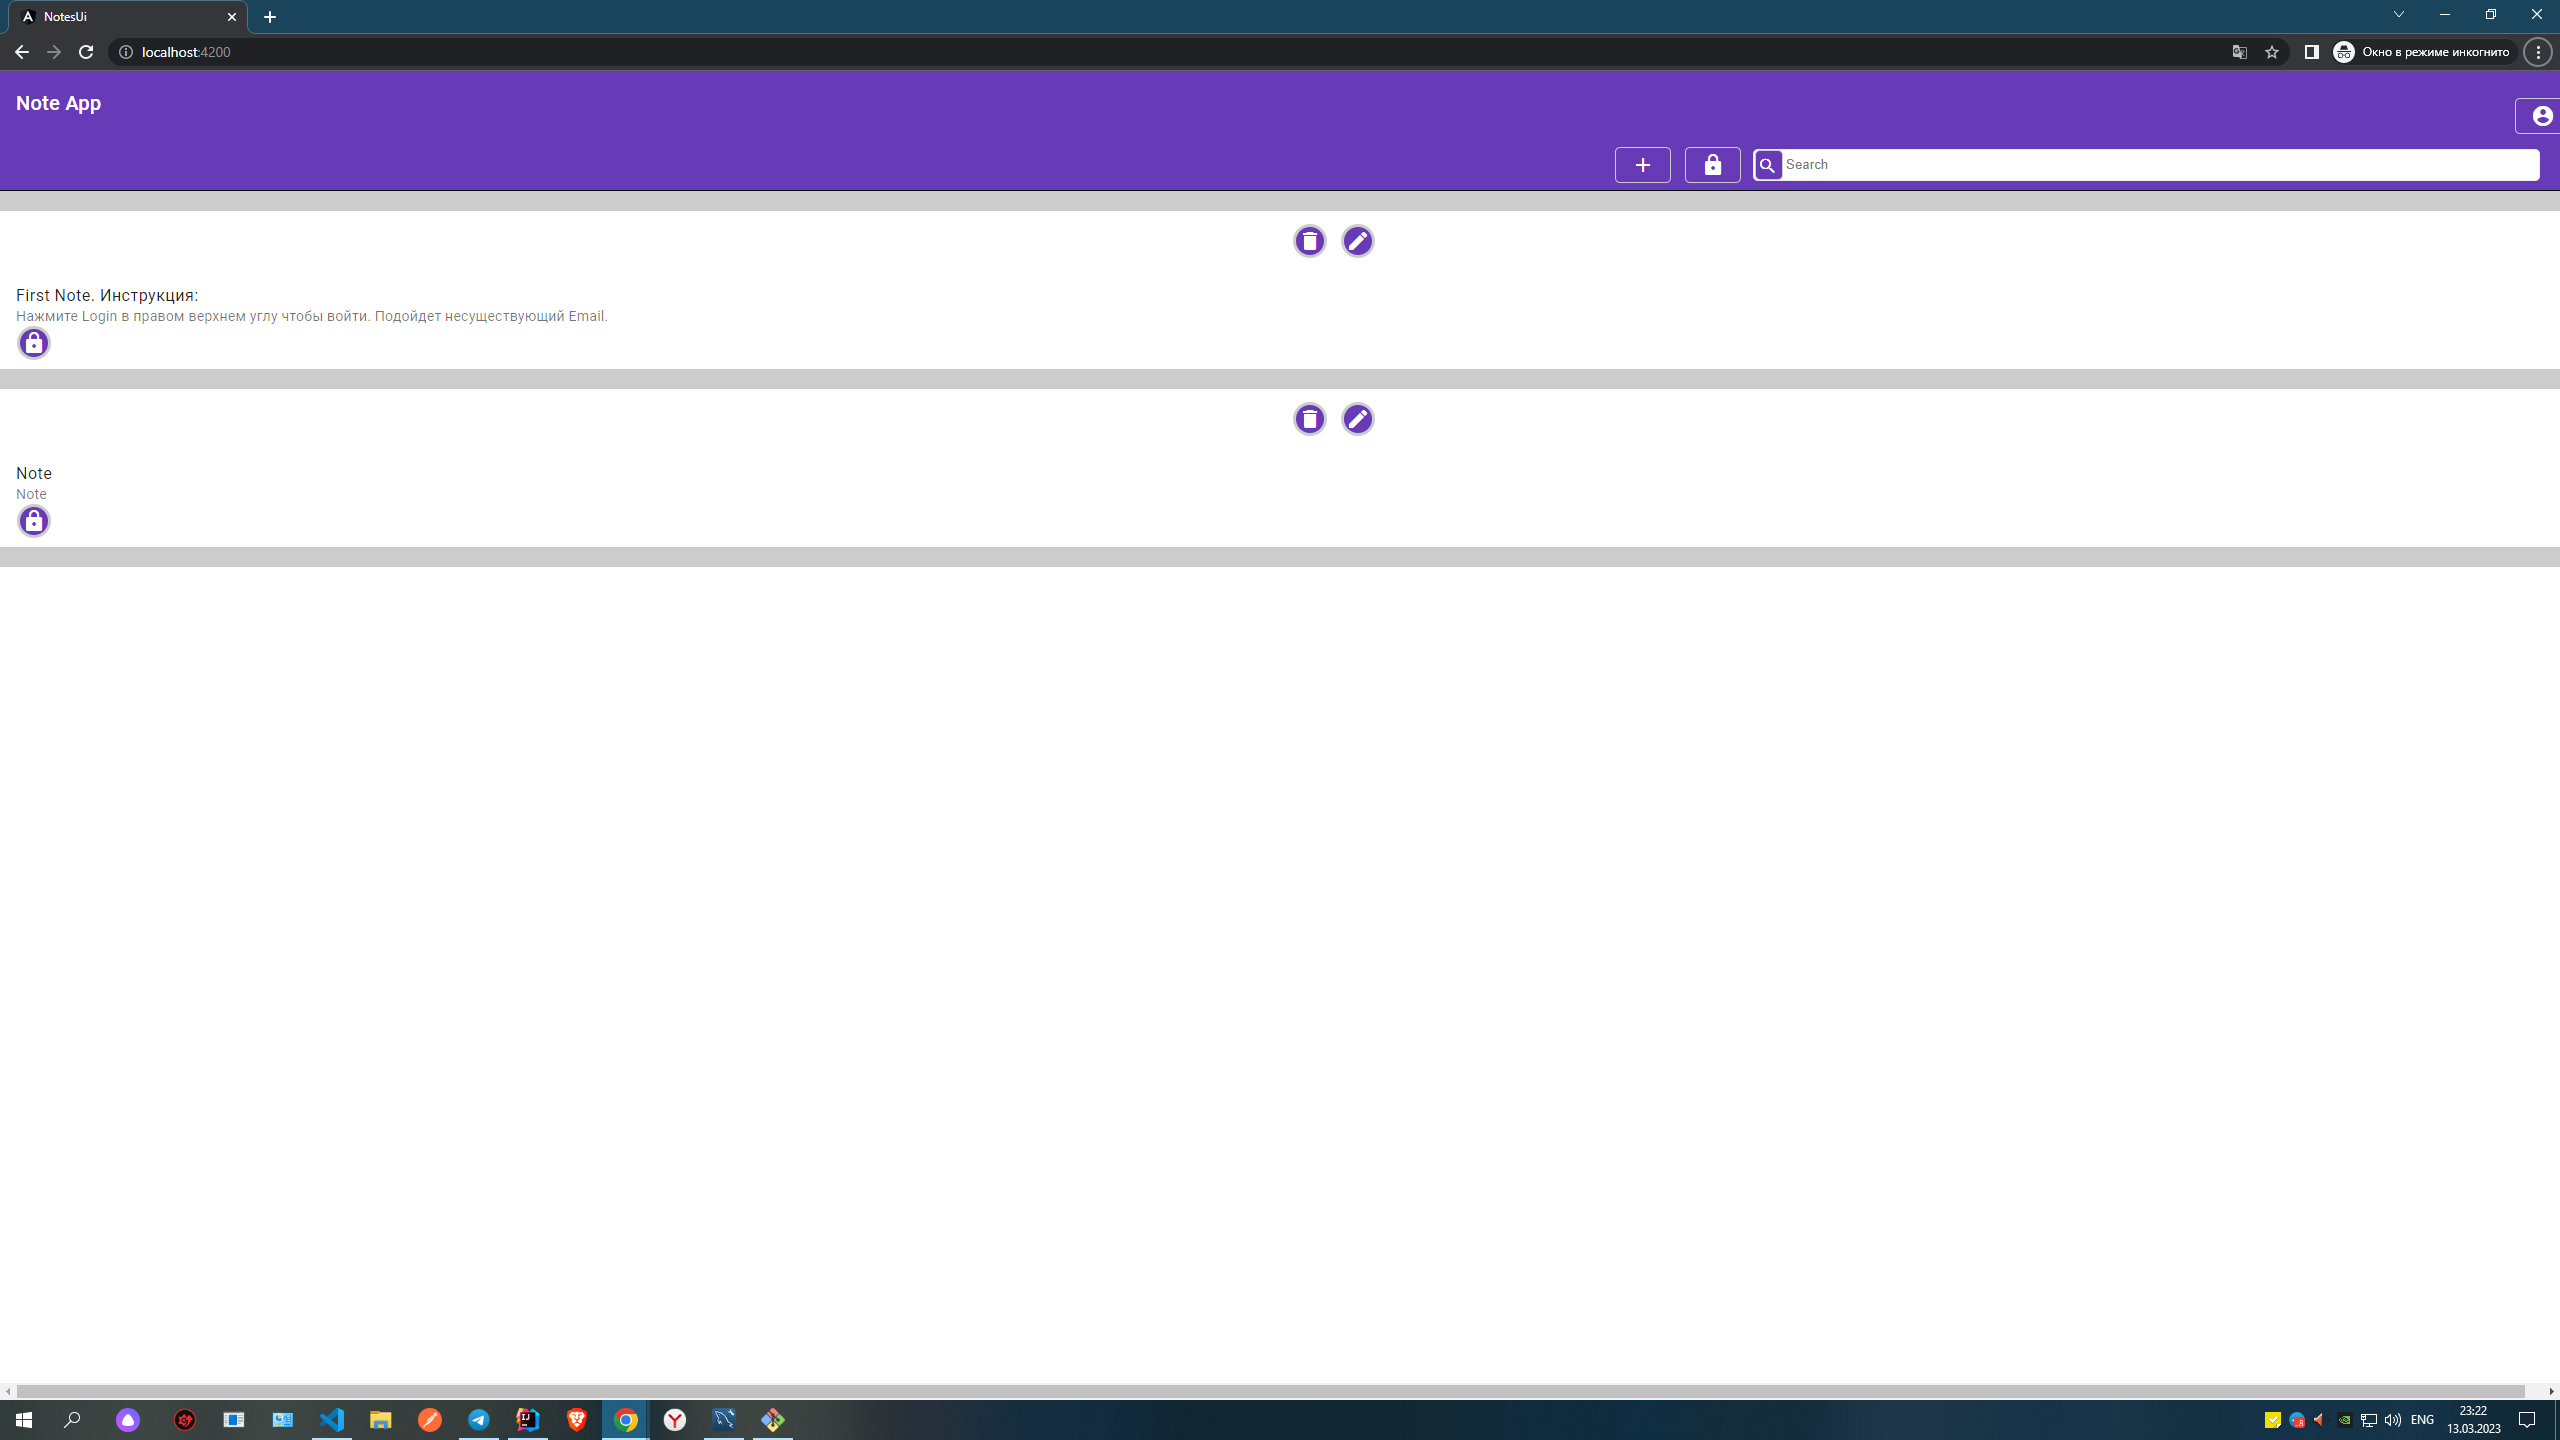 NotesUi
localhost:4200
Окно в режиме инкогнито
Note App
Search
First Note. Инструкция:
Нажмите Login в правом верхнем углу чтобы войти. Подойдет несуществующий Email.
Note
Note
ENG
23:22
13.03.2023